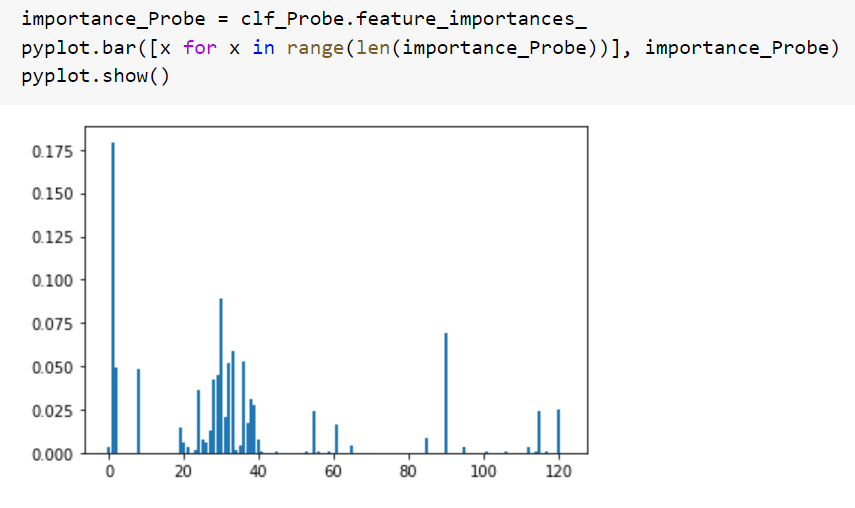 importance_Probe = clf_Probe.feature_importances_
pyplot.bar([x for x in range(len(importance_Probe))], importance_Probe)
pyplot.show()
0.175
0.150
0.125
0.100
0.075
0.050
0.025
0.000
0 20 40 60 80 100 120